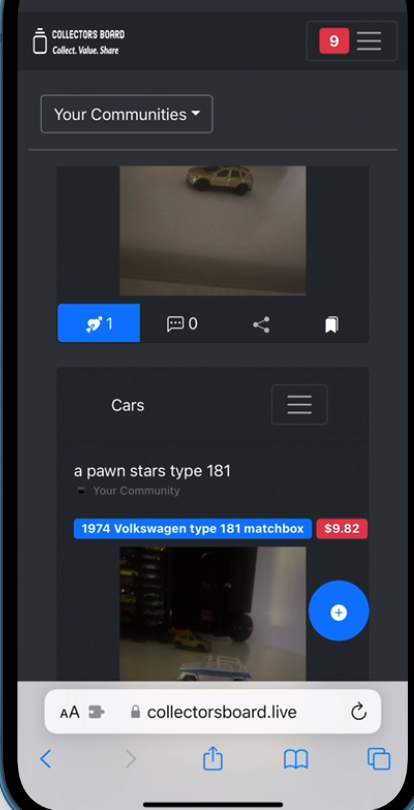 COLLECTORS BOARD
Collect. Value. Share
9
Your Communities
1
0
Cars
a pawn stars type 181
Your Community
1974 Volkswagen type 181 matchbox
$9.82
AA
collectorsboard.live